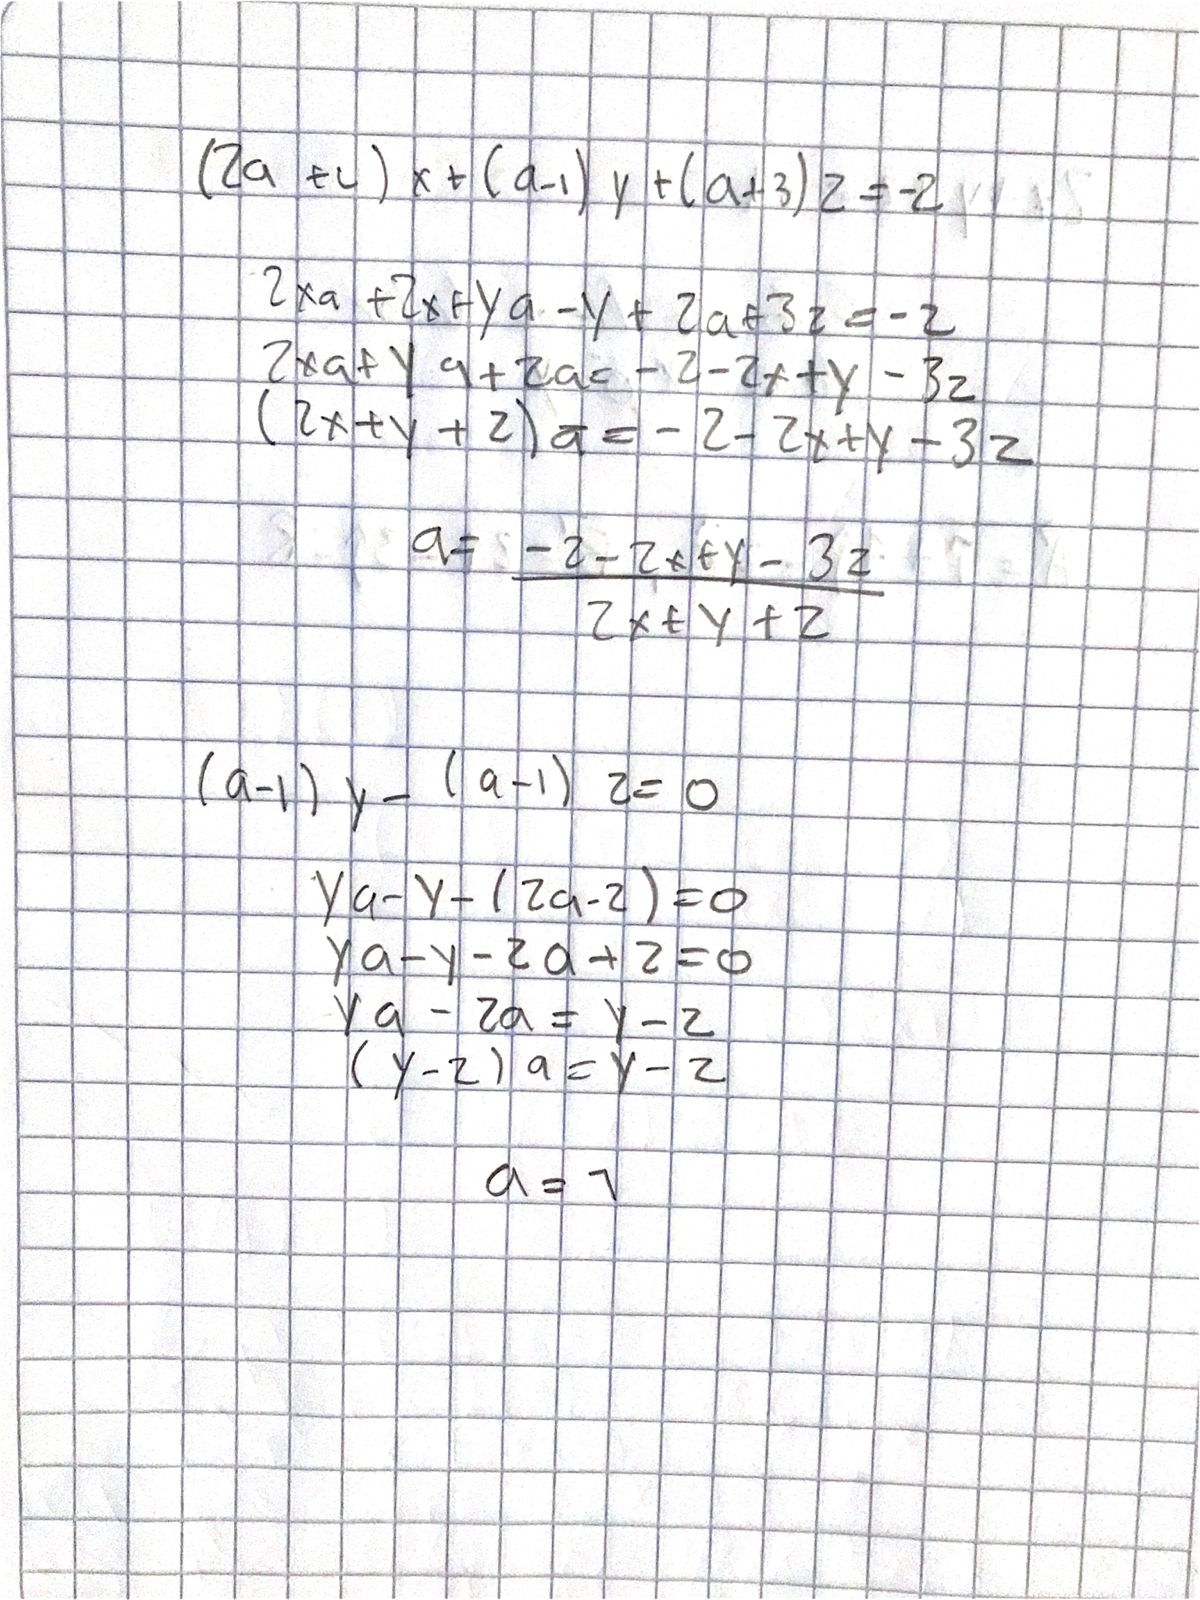 (2a +2) x + (a-1) y + (a+3) z = -2
2xa + 2x + ya - y + za + 3z = -2
2xa + ya + za = -2 - 2x + y - 3z
(2x + y + z) a = -2 - 2x + y - 3z
a = \frac{-2 - 2x + y - 3z}{2x + y + z}
(a-1) y - (a-1) z = 0
ya - y - (za - z) = 0
ya - y - za + z = 0
ya - za = y - z
(y - z) a = y - z
a = 1